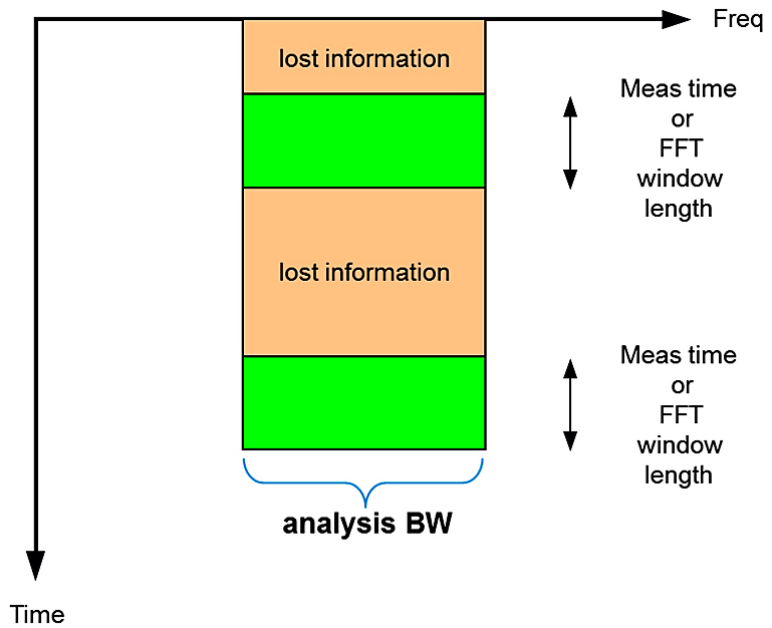 Freq
lost information
Meas time
or
FFT
window
length
lost information
Meas time
or
FFT
window
length
analysis BW
Time